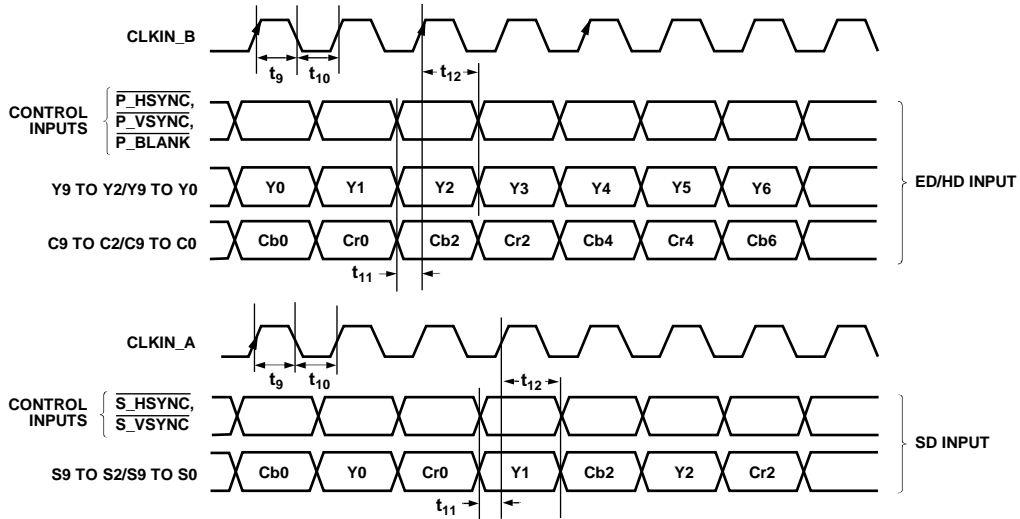 CLKIN_B
t9
t10
t12
CONTROL INPUTS
P_HSYNC,
P_VSYNC,
P_BLANK
Y9 TO Y2/Y9 TO Y0
Y0 Y1 Y2 Y3 Y4 Y5 Y6
ED/HD INPUT
C9 TO C2/C9 TO C0
Cb0 Cr0 Cb2 Cr2 Cb4 Cr4 Cb6
t11
CLKIN_A
t9
t10
t12
CONTROL INPUTS
S_HSYNC,
S_VSYNC
SD INPUT
S9 TO S2/S9 TO S0
Cb0 Y0 Cr0 Y1 Cb2 Y2 Cr2
t11